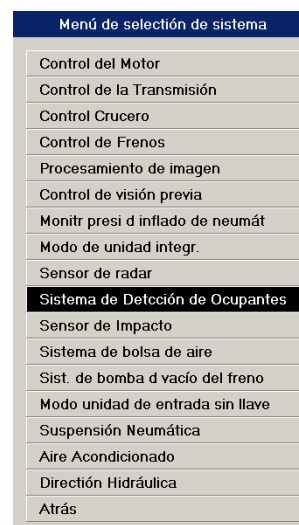 Menú de selección de sistema
Control del Motor
Control de la Transmisión
Control Crucero
Control de Frenos
Procesamiento de imagen
Control de visión previa
Monitr presi d inflado de neumát
Modo de unidad integr.
Sensor de radar
Sistema de Detcción de Ocupantes
Sensor de Impacto
Sistema de bolsa de aire
Sist. de bomba d vacío del freno
Modo unidad de entrada sin llave
Suspensión Neumática
Aire Acondicionado
Directión Hidráulica
Atrás